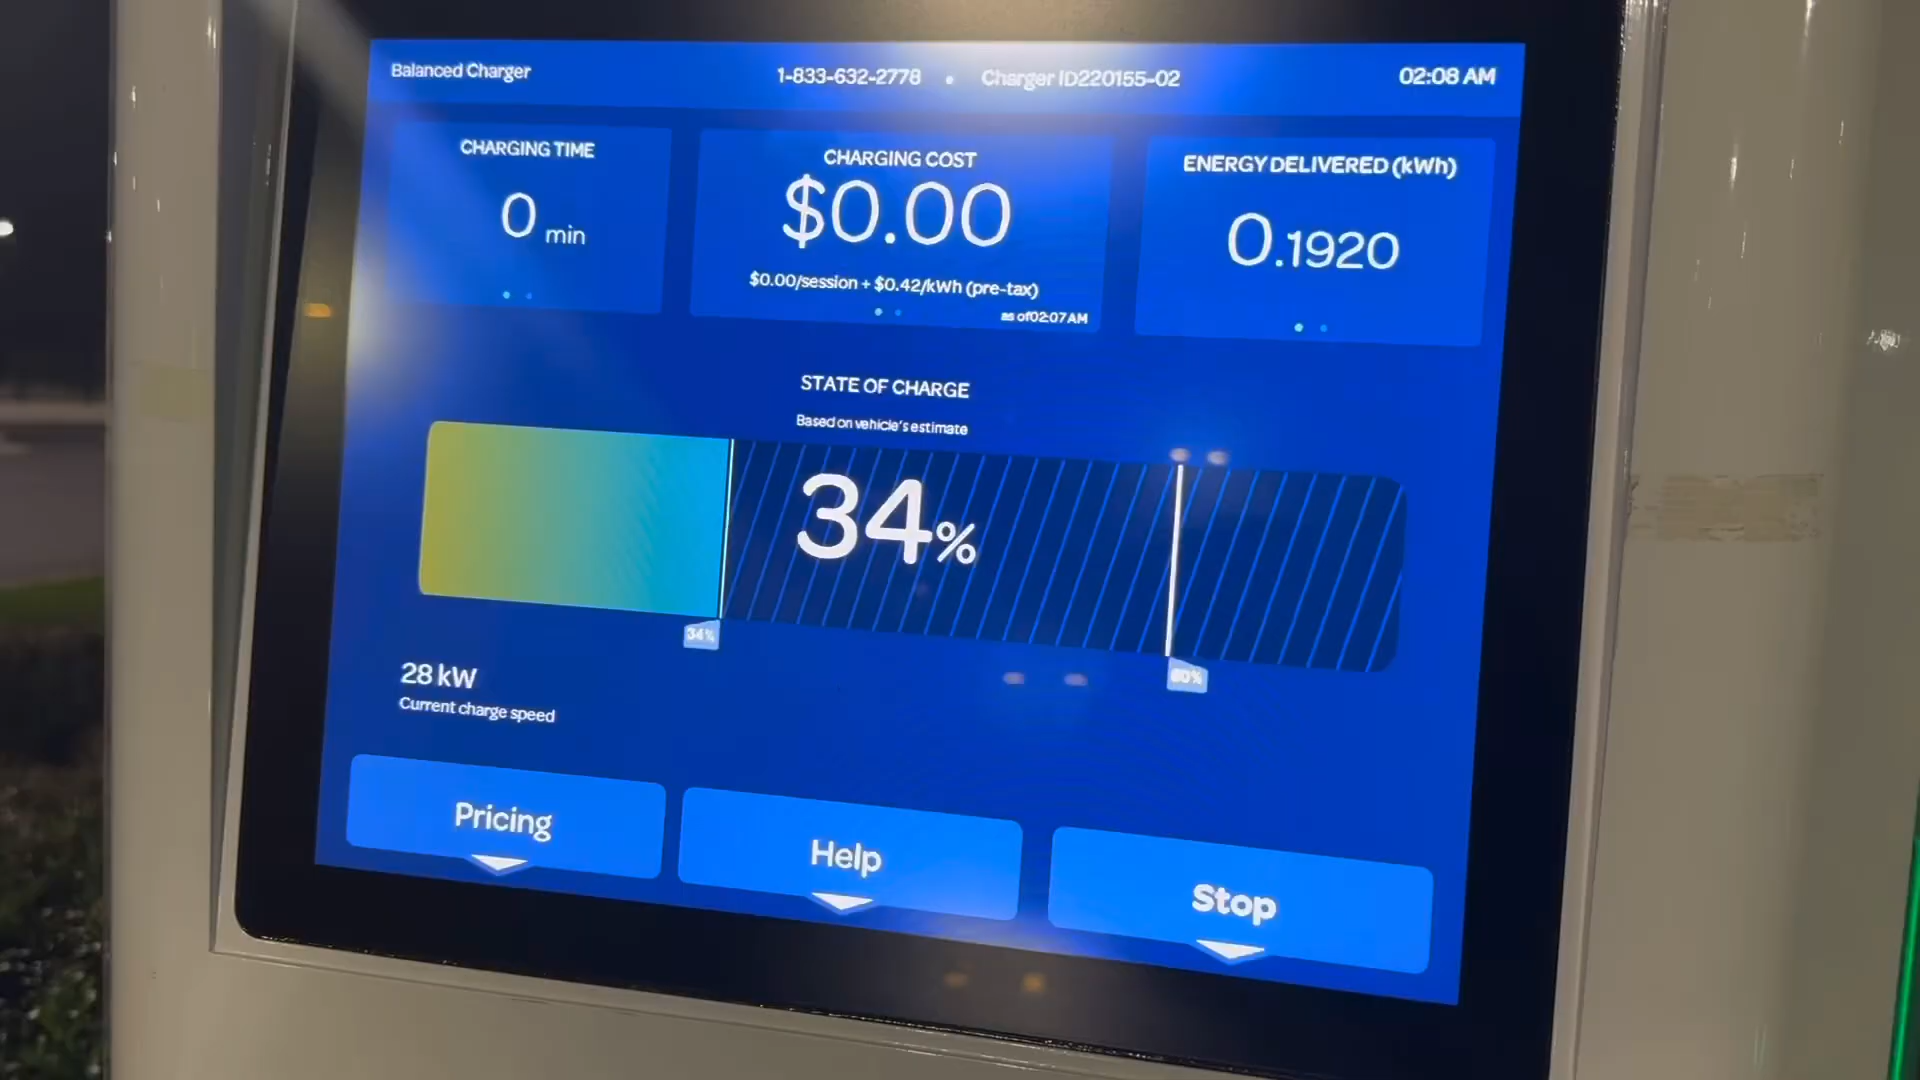 Balanced Charger
1-833-632-2778 • Charger ID220155-02
02:08 AM
CHARGING TIME
0 min
CHARGING COST
$0.00
$0.00/session + $0.42/kWh (pre-tax)
as of02:07 AM
ENERGY DELIVERED (kWh)
0.1920
STATE OF CHARGE
Based on vehicle's estimate
34%
34%
80%
28 kW
Current charge speed
Pricing
Help
Stop